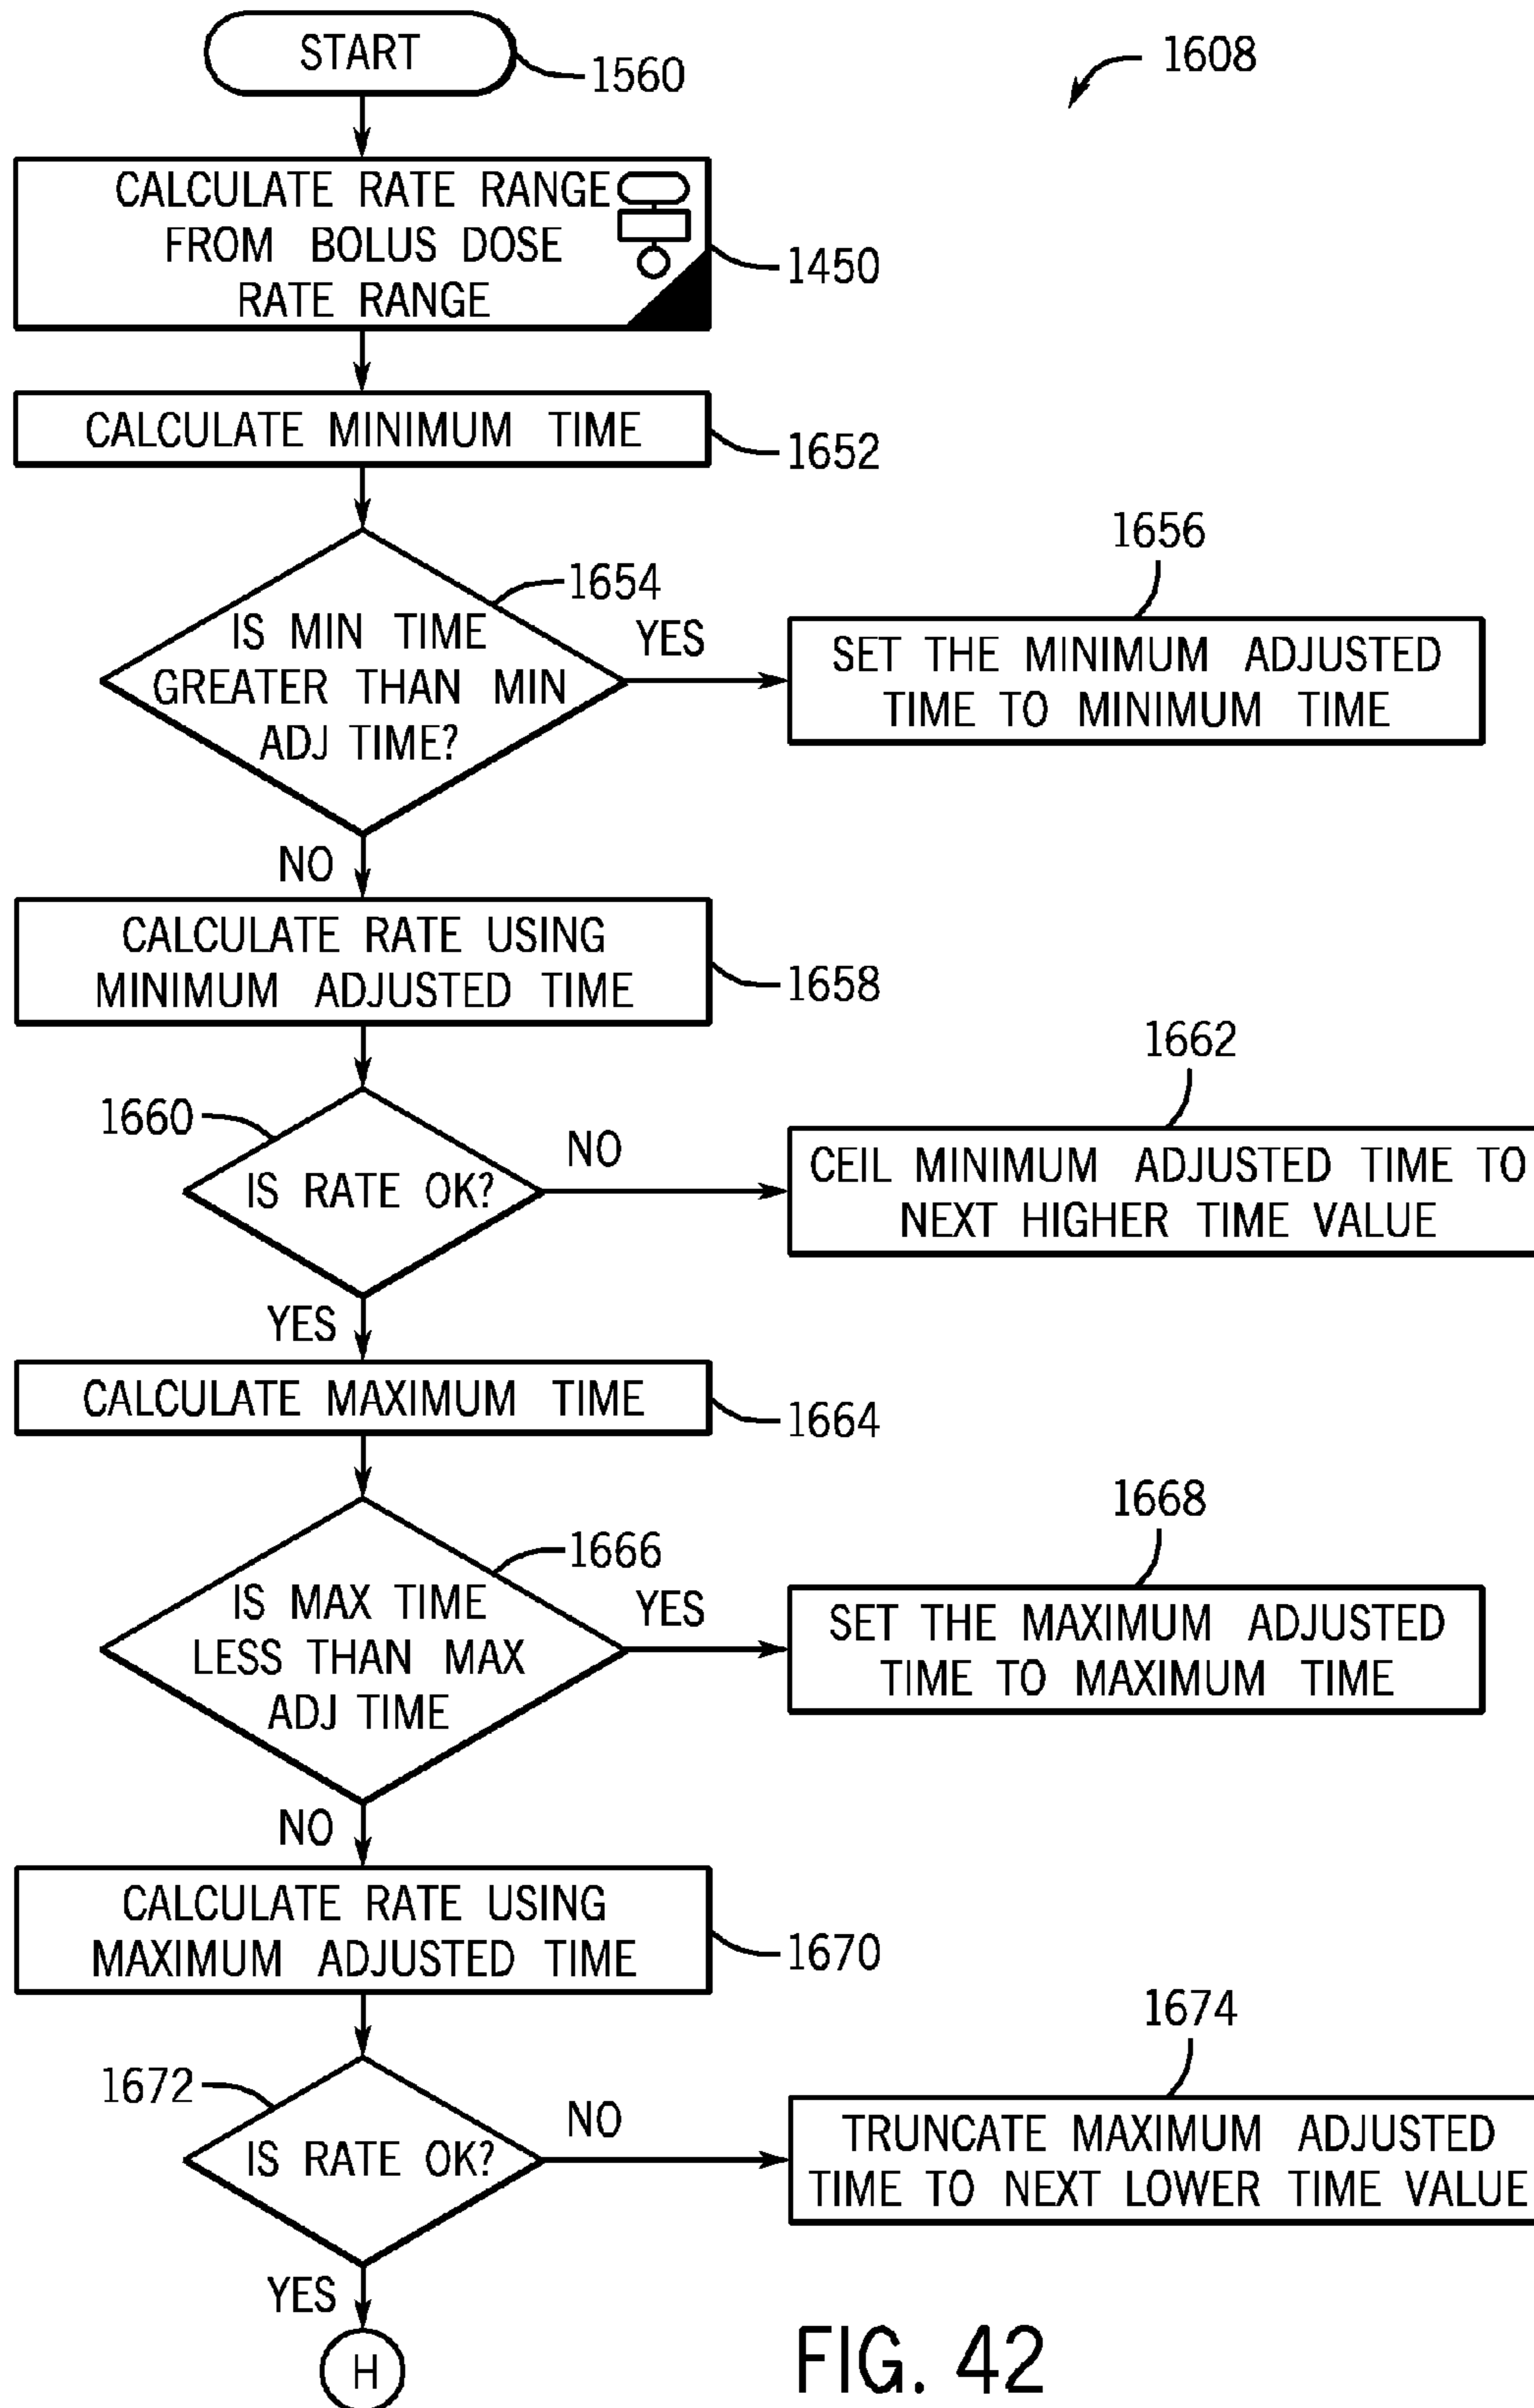 START
1560
1608
CALCULATE RATE RANGE
FROM BOLUS DOSE
RATE RANGE
1450
CALCULATE MINIMUM TIME
1652
1654
IS MIN TIME
GREATER THAN MIN
ADJ TIME?
YES
1656
SET THE MINIMUM ADJUSTED
TIME TO MINIMUM TIME
NO
CALCULATE RATE USING
MINIMUM ADJUSTED TIME
1658
1660
IS RATE OK?
NO
1662
CEIL MINIMUM ADJUSTED TIME TO
NEXT HIGHER TIME VALUE
YES
CALCULATE MAXIMUM TIME
1664
1666
IS MAX TIME
LESS THAN MAX
ADJ TIME
YES
1668
SET THE MAXIMUM ADJUSTED
TIME TO MAXIMUM TIME
NO
CALCULATE RATE USING
MAXIMUM ADJUSTED TIME
1670
1672
IS RATE OK?
NO
1674
TRUNCATE MAXIMUM ADJUSTED
TIME TO NEXT LOWER TIME VALUE
YES
H
FIG. 42